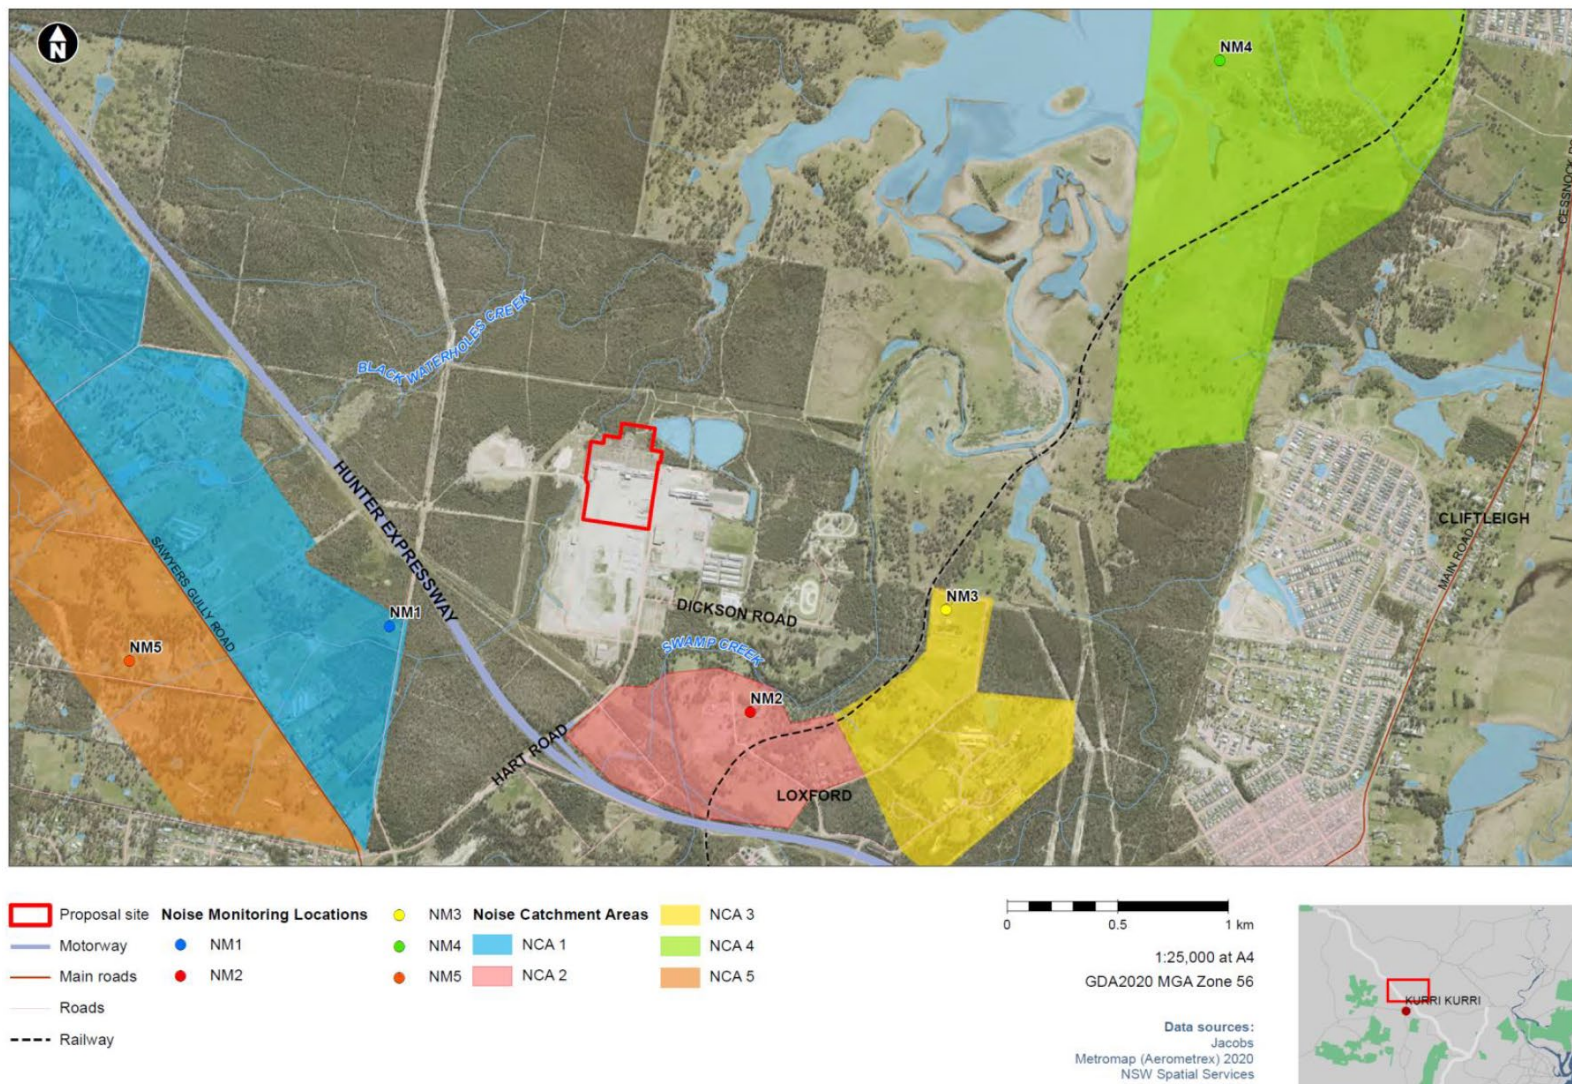 N
NM4
CESSNOCK
BLACK WATERHOLES CREEK
HUNTER EXPRESSWAY
CLIFTLEIGH
MAIN ROAD
SAWYERS GULLY ROAD
NM1
NM3
DICKSON ROAD
NM5
SWAMP CREEK
NM2
HART ROAD
LOXFORD
Proposal site
Motorway
Main roads
Roads
Railway
Noise Monitoring Locations
NM1
NM2
NM3
NM4
NM5
Noise Catchment Areas
NCA 1
NCA 2
NCA 3
NCA 4
NCA 5
0 0.5 1 km
1:25,000 at A4
GDA2020 MGA Zone 56
Data sources:
Jacobs
Metromap (Aerometrex) 2020
NSW Spatial Services
KURRI KURRI